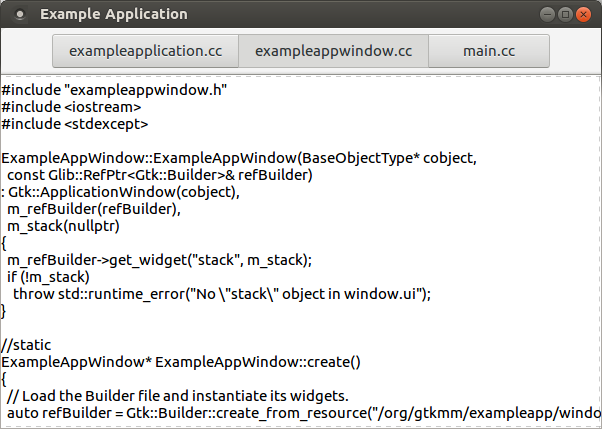 Example Application
exampleapplication.cc exampleappwindow.cc main.cc
#include "exampleappwindow.h"
#include <iostream>
#include <stdexcept>

ExampleAppWindow::ExampleAppWindow(BaseObjectType* cobject,
  const Glib::RefPtr<Gtk::Builder>& refBuilder)
: Gtk::ApplicationWindow(cobject),
  m_refBuilder(refBuilder),
  m_stack(nullptr)
{
  m_refBuilder->get_widget("stack", m_stack);
  if (!m_stack)
    throw std::runtime_error("No \"stack\" object in window.ui");
}

//static
ExampleAppWindow* ExampleAppWindow::create()
{
  // Load the Builder file and instantiate its widgets.
  auto refBuilder = Gtk::Builder::create_from_resource("/org/gtkmm/exampleapp/windo